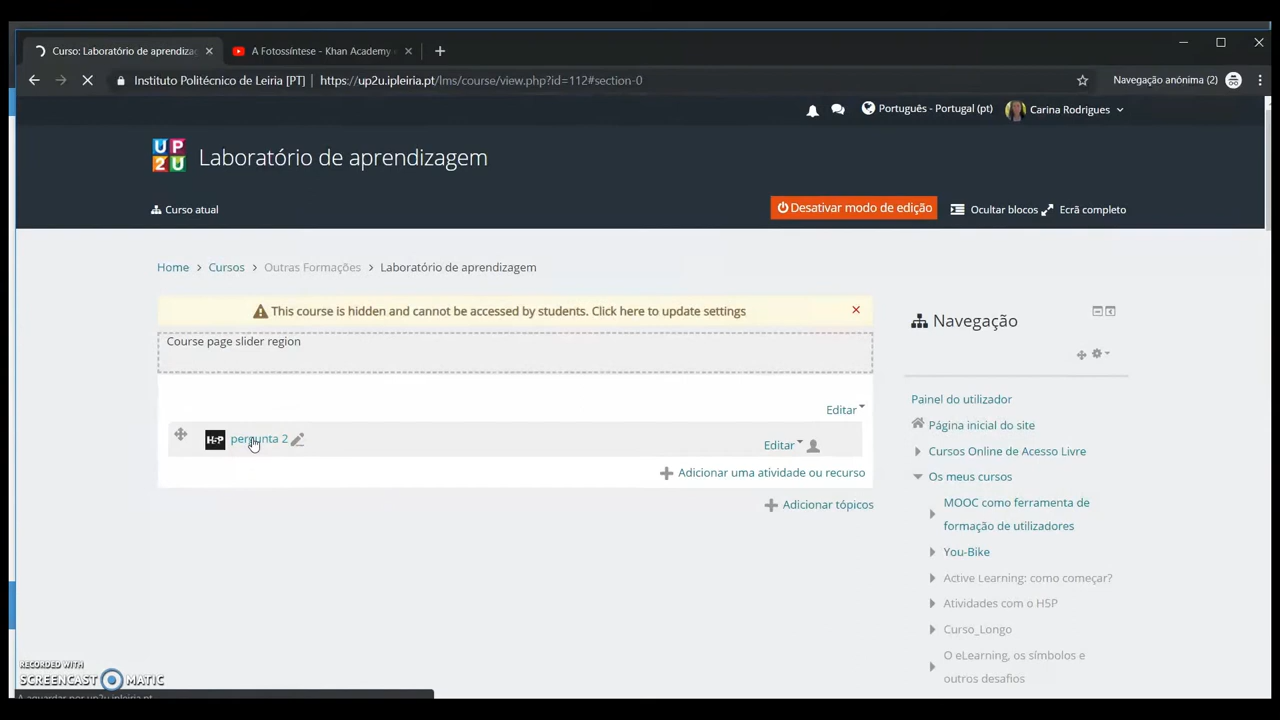 Curso: Laboratório de aprendiza
A Fotossíntese - Khan Academy
Instituto Politécnico de Leiria [PT] | https://up2u.ipleiria.pt/lms/course/view.php?id=112#section-0
Navegação anónima (2)
Português - Portugal (pt)
Carina Rodrigues
UP
2U
Laboratório de aprendizagem
Curso atual
Desativar modo de edição
Ocultar blocos
Ecrã completo
Home > Cursos > Outras Formações > Laboratório de aprendizagem
This course is hidden and cannot be accessed by students. Click here to update settings
Course page slider region
Editar
H5P
pergunta 2
Editar
Adicionar uma atividade ou recurso
Adicionar tópicos
Navegação
Painel do utilizador
Página inicial do site
Cursos Online de Acesso Livre
Os meus cursos
MOOC como ferramenta de
formação de utilizadores
You-Bike
Active Learning: como começar?
Atividades com o H5P
Curso_Longo
O eLearning, os símbolos e
outros desafios
RECORDED WITH
SCREENCAST MATIC
A aguardar por up2u.ipleiria.pt